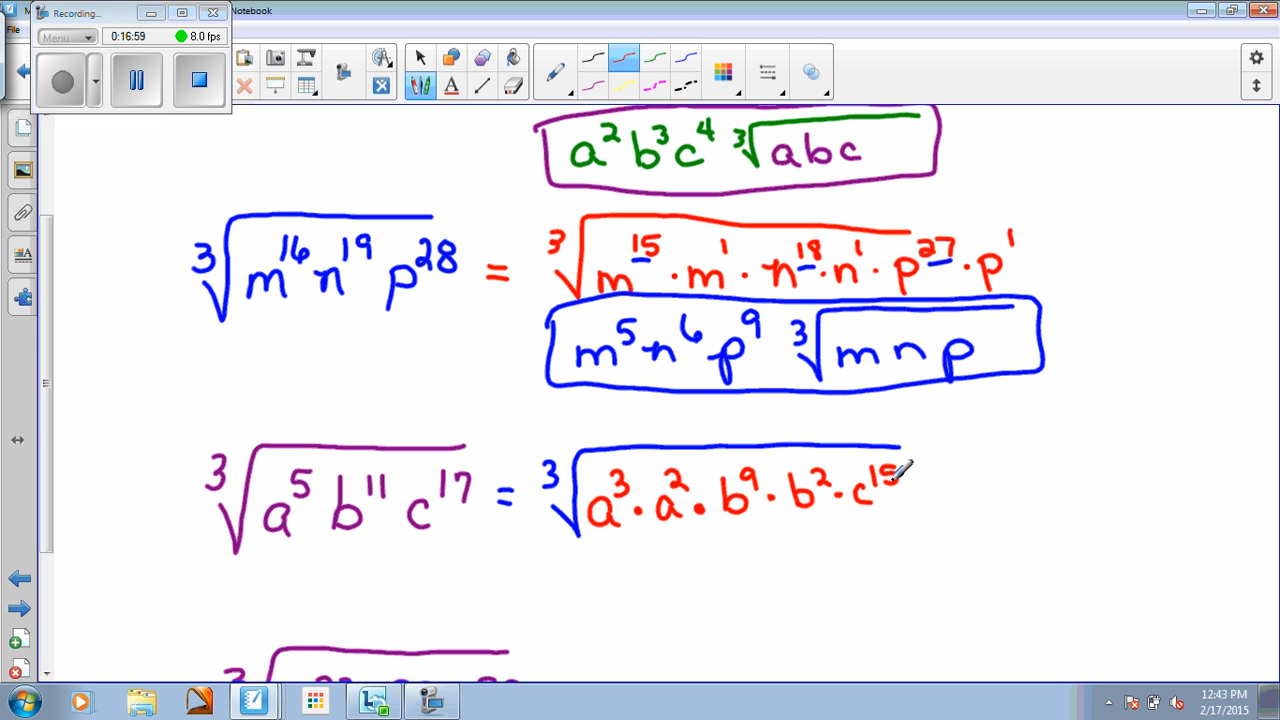 Recording...
Notebook
Menu
0:16:59
8.0 fps
File
a²b³c⁴ ∛abc
∛m¹⁶n¹⁹p²⁸ = ∛m¹⁵·m¹·n¹⁸·n¹·p²⁷·p¹
m⁵n⁶p⁹ ∛mnp
∛a⁵b¹¹c¹⁷ = ∛a³·a²·b⁹·b²·c¹⁵
12:43 PM
2/17/2015